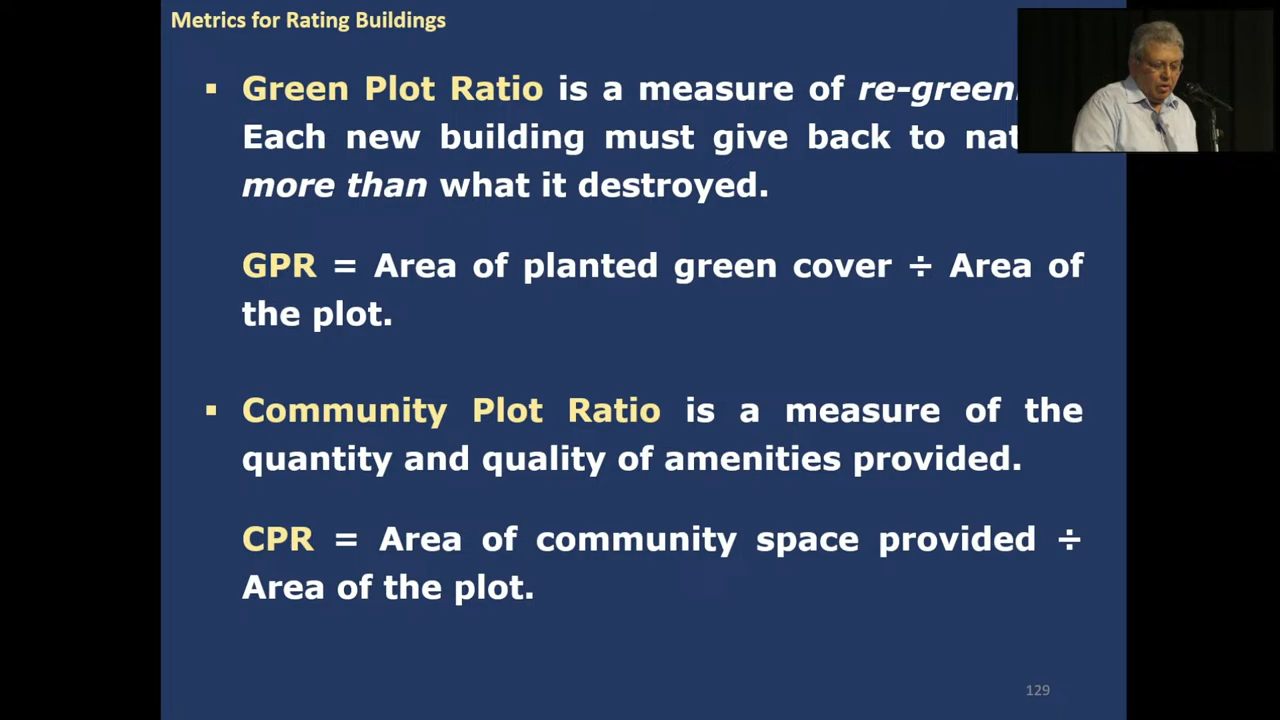 Metrics for Rating Buildings
▪ Green Plot Ratio is a measure of
Each new building must give back to
more than what it destroyed.
GPR = Area of planted green cover ÷ Area of
the plot.
▪ Community Plot Ratio is a measure of the
quantity and quality of amenities provided.
CPR = Area of community space provided ÷
Area of the plot.
129